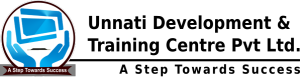 Unnati Development &
Training Centre Pvt Ltd.
A Step Towards Success
A Step Towards Success